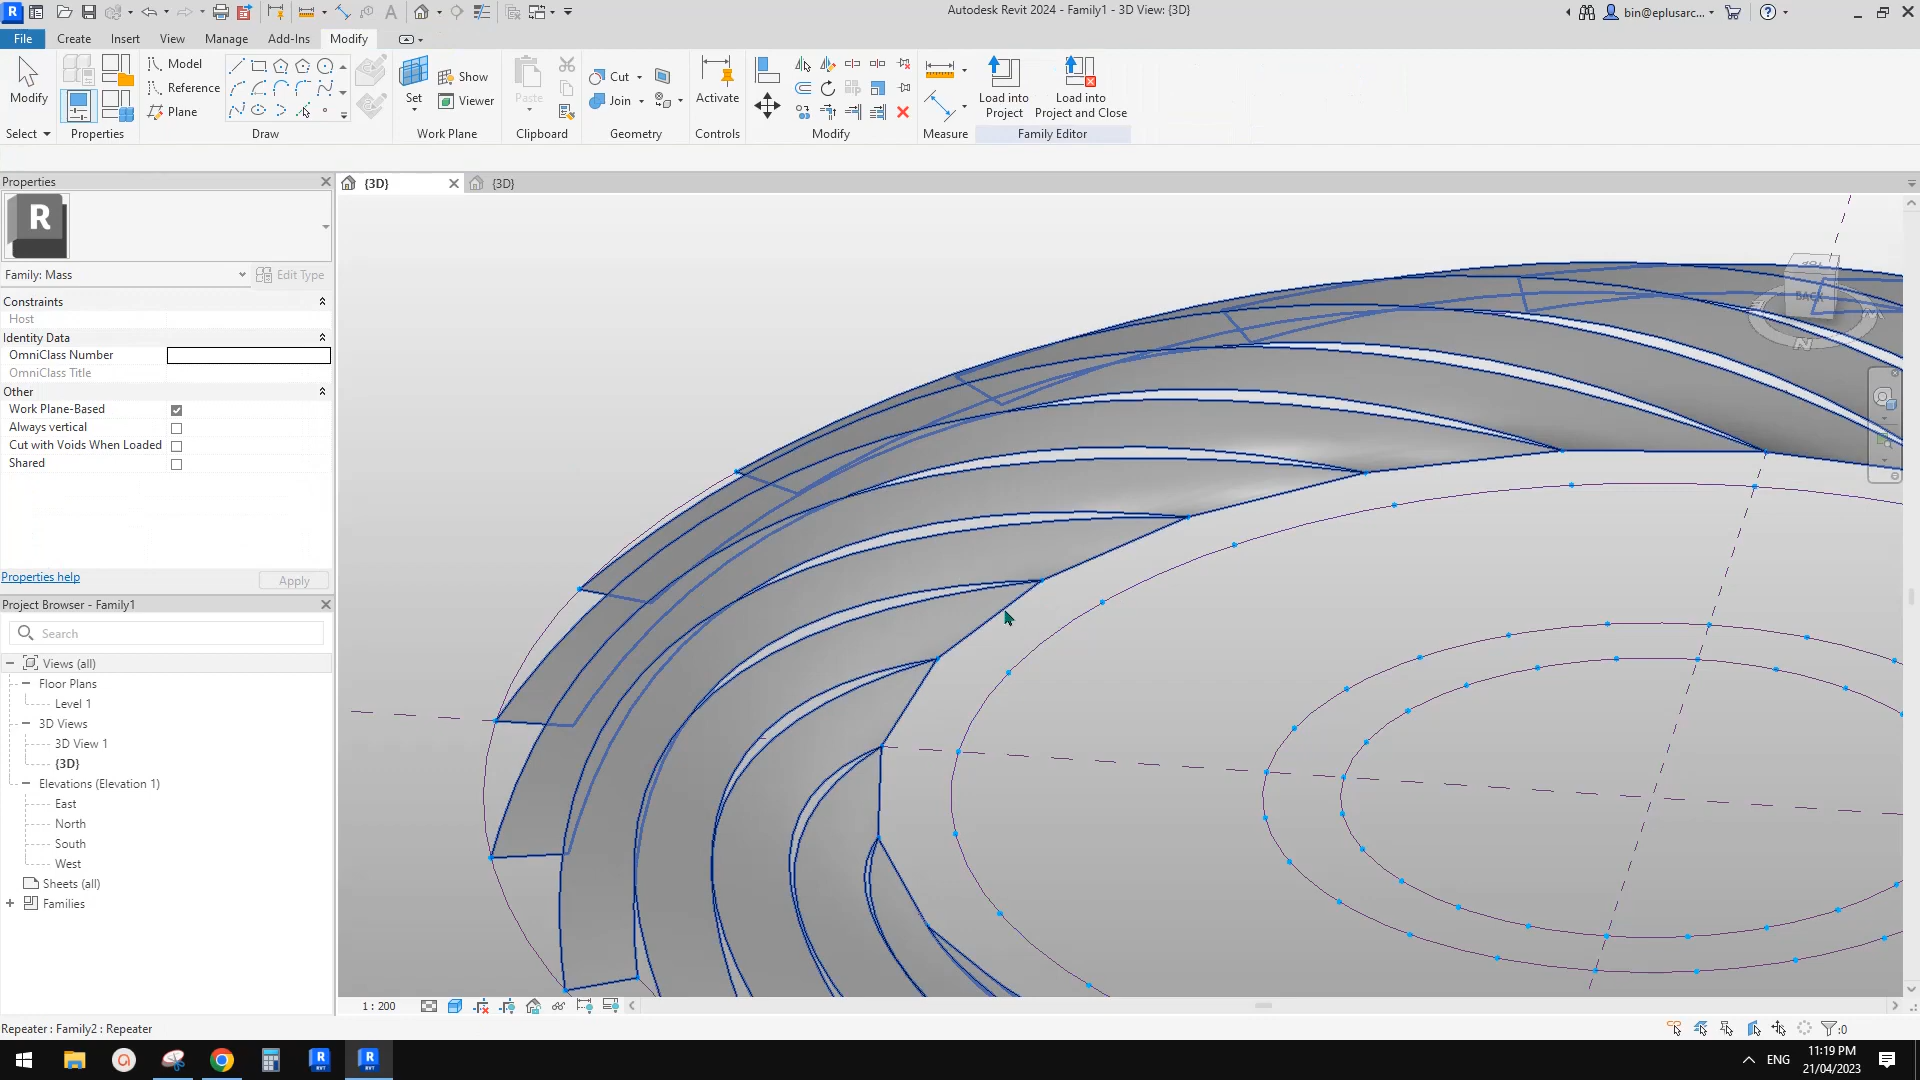 Autodesk Revit 2024 - Family1 - 3D View: {3D}
bin@eplusarc...
File Create Insert View Manage Add-Ins Modify
Modify
Select
Properties
Model
Reference
Plane
Draw
Set
Show
Viewer
Work Plane
Paste
Clipboard
Cut
Join
Geometry
Activate
Controls
Modify
Measure
Load into
Project
Load into
Project and Close
Family Editor
Properties
R
Family: Mass
Edit Type
Constraints
Host
Identity Data
OmniClass Number
OmniClass Title
Other
Work Plane-Based
Always vertical
Cut with Voids When Loaded
Shared
Properties help
Apply
Project Browser - Family1
Search
Views (all)
Floor Plans
Level 1
3D Views
3D View 1
{3D}
Elevations (Elevation 1)
East
North
South
West
Sheets (all)
Families
{3D}
{3D}
TOP
BACK
N
1 : 200
Repeater : Family2 : Repeater
:0
ENG
11:19 PM
21/04/2023